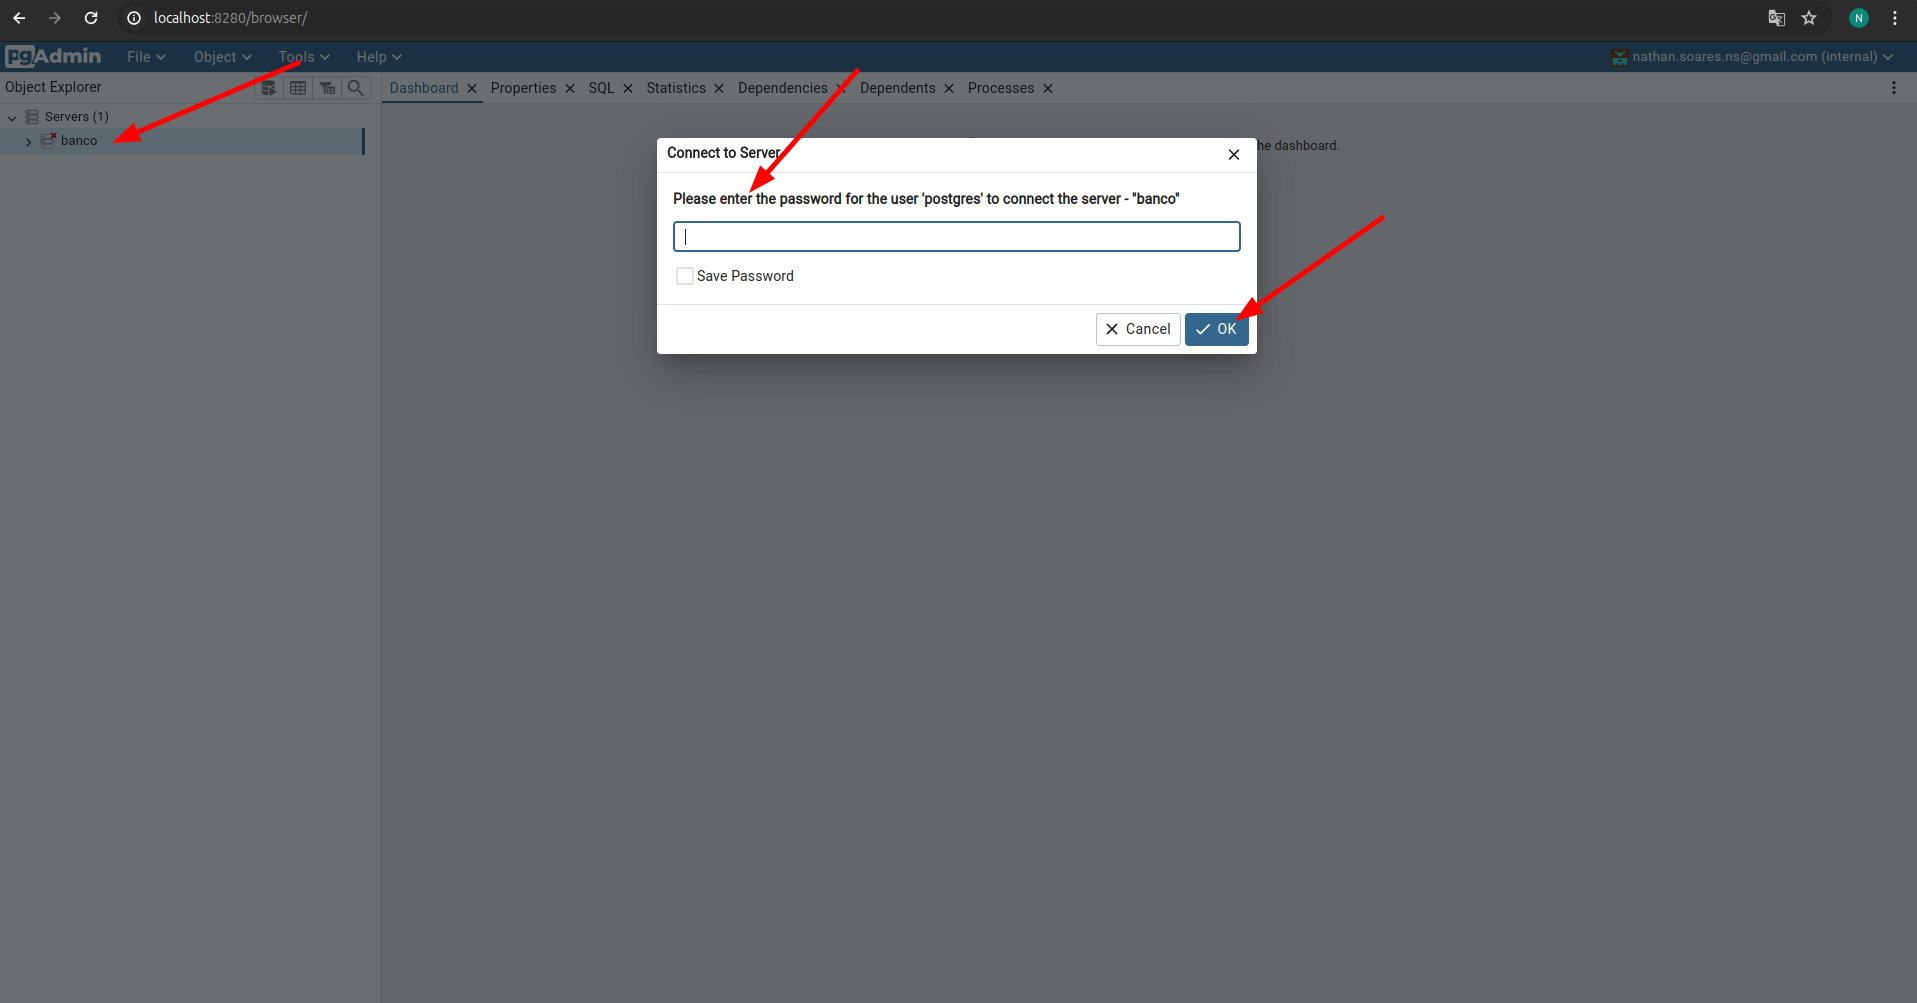 localhost:8280/browser/
N
pgAdmin File Object Tools Help nathan.soares.ns@gmail.com (internal)
Object Explorer
Dashboard Properties SQL Statistics Dependencies Dependents Processes
Servers (1)
banco
he dashboard.
Connect to Server
Please enter the password for the user 'postgres' to connect the server - "banco"
Save Password
Cancel OK